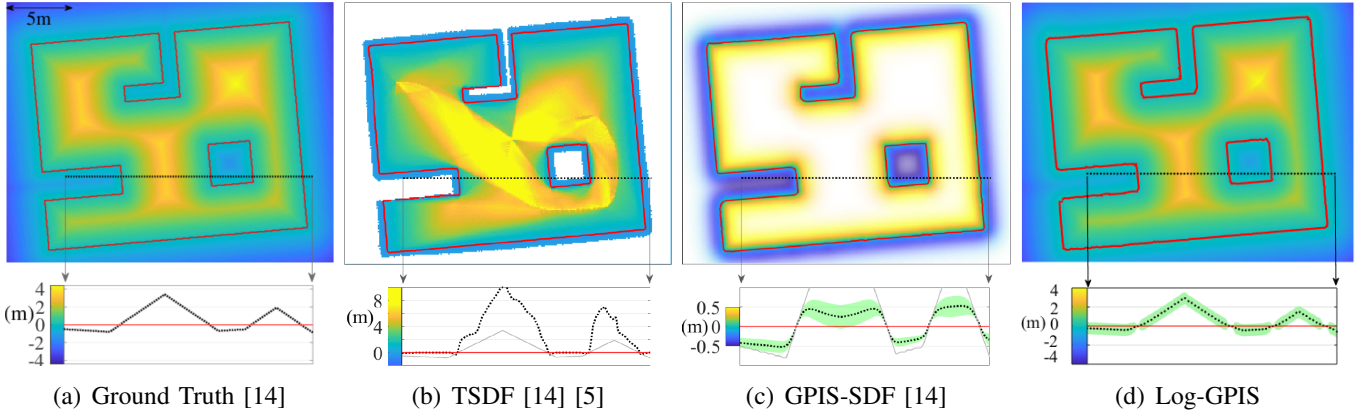 5m
4
(m) 2
0
-2
-4
8
(m) 4
0
0.5
(m) 0
-0.5
4
2
(m) 0
-2
-4
(a) Ground Truth [14]
(b) TSDF [14] [5]
(c) GPIS-SDF [14]
(d) Log-GPIS